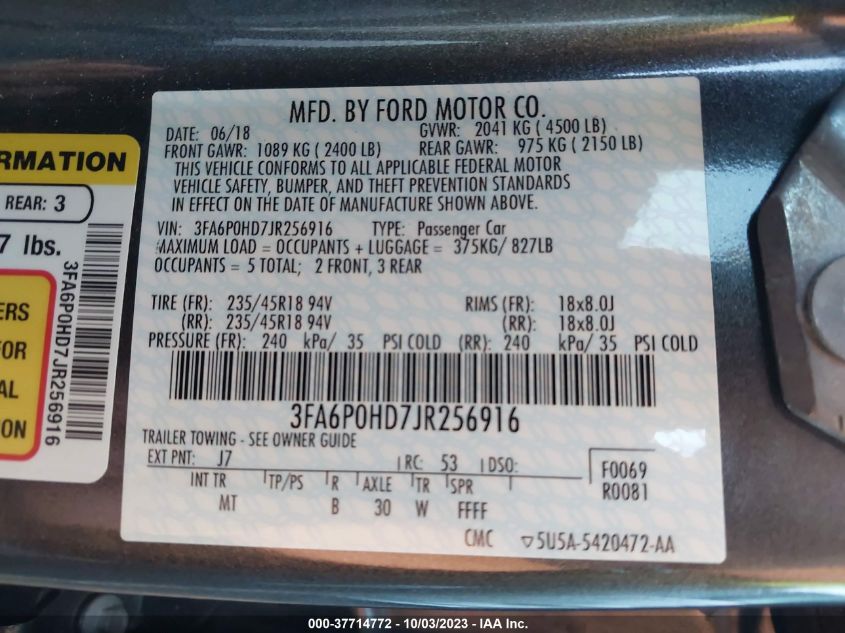 MFD. BY FORD MOTOR CO.
DATE: 06/18 GVWR: 2041 KG ( 4500 LB)
FRONT GAWR: 1089 KG ( 2400 LB) REAR GAWR: 975 KG ( 2150 LB)
THIS VEHICLE CONFORMS TO ALL APPLICABLE FEDERAL MOTOR
VEHICLE SAFETY, BUMPER, AND THEFT PREVENTION STANDARDS
IN EFFECT ON THE DATE OF MANUFACTURE SHOWN ABOVE.
VIN: 3FA6P0HD7JR256916 TYPE: Passenger Car
MAXIMUM LOAD = OCCUPANTS + LUGGAGE = 375KG/ 827LB
OCCUPANTS = 5 TOTAL; 2 FRONT, 3 REAR
TIRE (FR): 235/45R18 94V RIMS (FR): 18x8.0J
(RR): 235/45R18 94V (RR): 18x8.0J
PRESSURE (FR): 240 kPa/ 35 PSI COLD (RR): 240 kPa/ 35 PSI COLD
3FA6P0HD7JR256916
TRAILER TOWING - SEE OWNER GUIDE
EXT PNT: J7 RC: 53 DSO: F0069
INT TR TP/PS R AXLE TR SPR R0081
MT B 30 W FFFF
CMC ▽5U5A-5420472-AA
RMATION
REAR: 3
7 lbs.
3FA6P0HD7JR256916
ERS
FOR
AL
ON
000-37714772 - 10/03/2023 - IAA Inc.